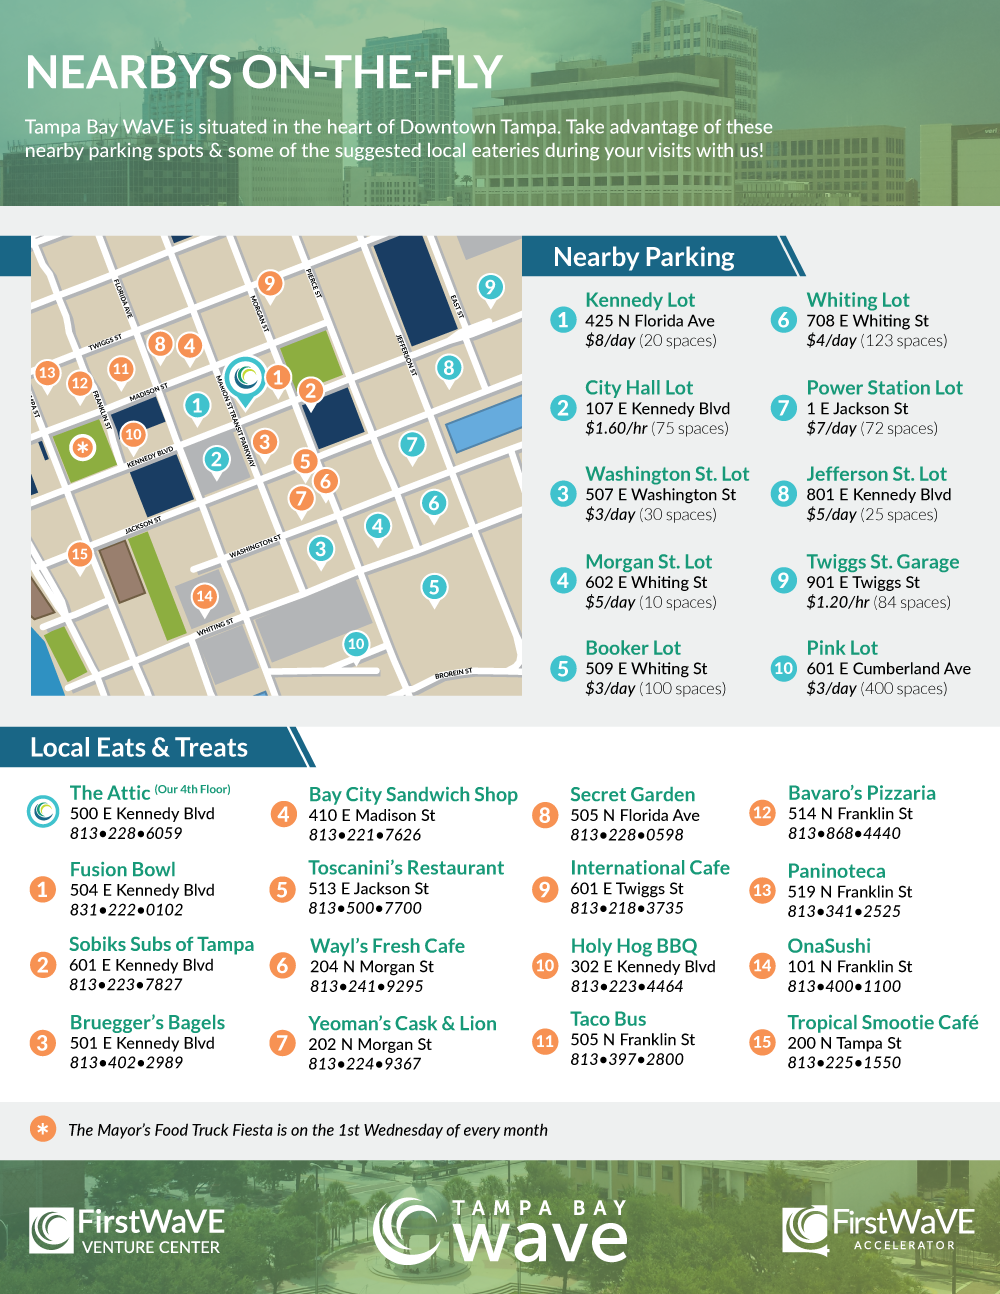 NEARBYS ON-THE-FLY
Tampa Bay WaVE is situated in the heart of Downtown Tampa. Take advantage of these
nearby parking spots & some of the suggested local eateries during your visits with us!
FLORIDA AVE
TWIGGS ST
MORGAN ST
PIERCE ST
EAST ST
JEFFERSON ST
MADISON ST
FRANKLIN ST
MARION ST TRANSIT PARKWAY
KENNEDY BLVD
JACKSON ST
WASHINGTON ST
WHITING ST
BROREIN ST
9
9
8
4
13
12
11
1
2
8
1
10
*
2
3
5
7
6
7
6
4
3
15
14
5
10
Nearby Parking
1
Kennedy Lot
425 N Florida Ave
$8/day (20 spaces)
2
City Hall Lot
107 E Kennedy Blvd
$1.60/hr (75 spaces)
3
Washington St. Lot
507 E Washington St
$3/day (30 spaces)
4
Morgan St. Lot
602 E Whiting St
$5/day (10 spaces)
5
Booker Lot
509 E Whiting St
$3/day (100 spaces)
6
Whiting Lot
708 E Whiting St
$4/day (123 spaces)
7
Power Station Lot
1 E Jackson St
$7/day (72 spaces)
8
Jefferson St. Lot
801 E Kennedy Blvd
$5/day (25 spaces)
9
Twiggs St. Garage
901 E Twiggs St
$1.20/hr (84 spaces)
10
Pink Lot
601 E Cumberland Ave
$3/day (400 spaces)
Local Eats & Treats
The Attic (Our 4th Floor)
500 E Kennedy Blvd
813•228•6059
1
Fusion Bowl
504 E Kennedy Blvd
831•222•0102
2
Sobiks Subs of Tampa
601 E Kennedy Blvd
813•223•7827
3
Bruegger's Bagels
501 E Kennedy Blvd
813•402•2989
4
Bay City Sandwich Shop
410 E Madison St
813•221•7626
5
Toscanini's Restaurant
513 E Jackson St
813•500•7700
6
Wayl's Fresh Cafe
204 N Morgan St
813•241•9295
7
Yeoman's Cask & Lion
202 N Morgan St
813•224•9367
8
Secret Garden
505 N Florida Ave
813•228•0598
9
International Cafe
601 E Twiggs St
813•218•3735
10
Holy Hog BBQ
302 E Kennedy Blvd
813•223•4464
11
Taco Bus
505 N Franklin St
813•397•2800
12
Bavaro's Pizzaria
514 N Franklin St
813•868•4440
13
Paninoteca
519 N Franklin St
813•341•2525
14
OnaSushi
101 N Franklin St
813•400•1100
15
Tropical Smootie Café
200 N Tampa St
813•225•1550
* The Mayor's Food Truck Fiesta is on the 1st Wednesday of every month
FirstWaVE
VENTURE CENTER
TAMPA BAY
wave
FirstWaVE
ACCELERATOR